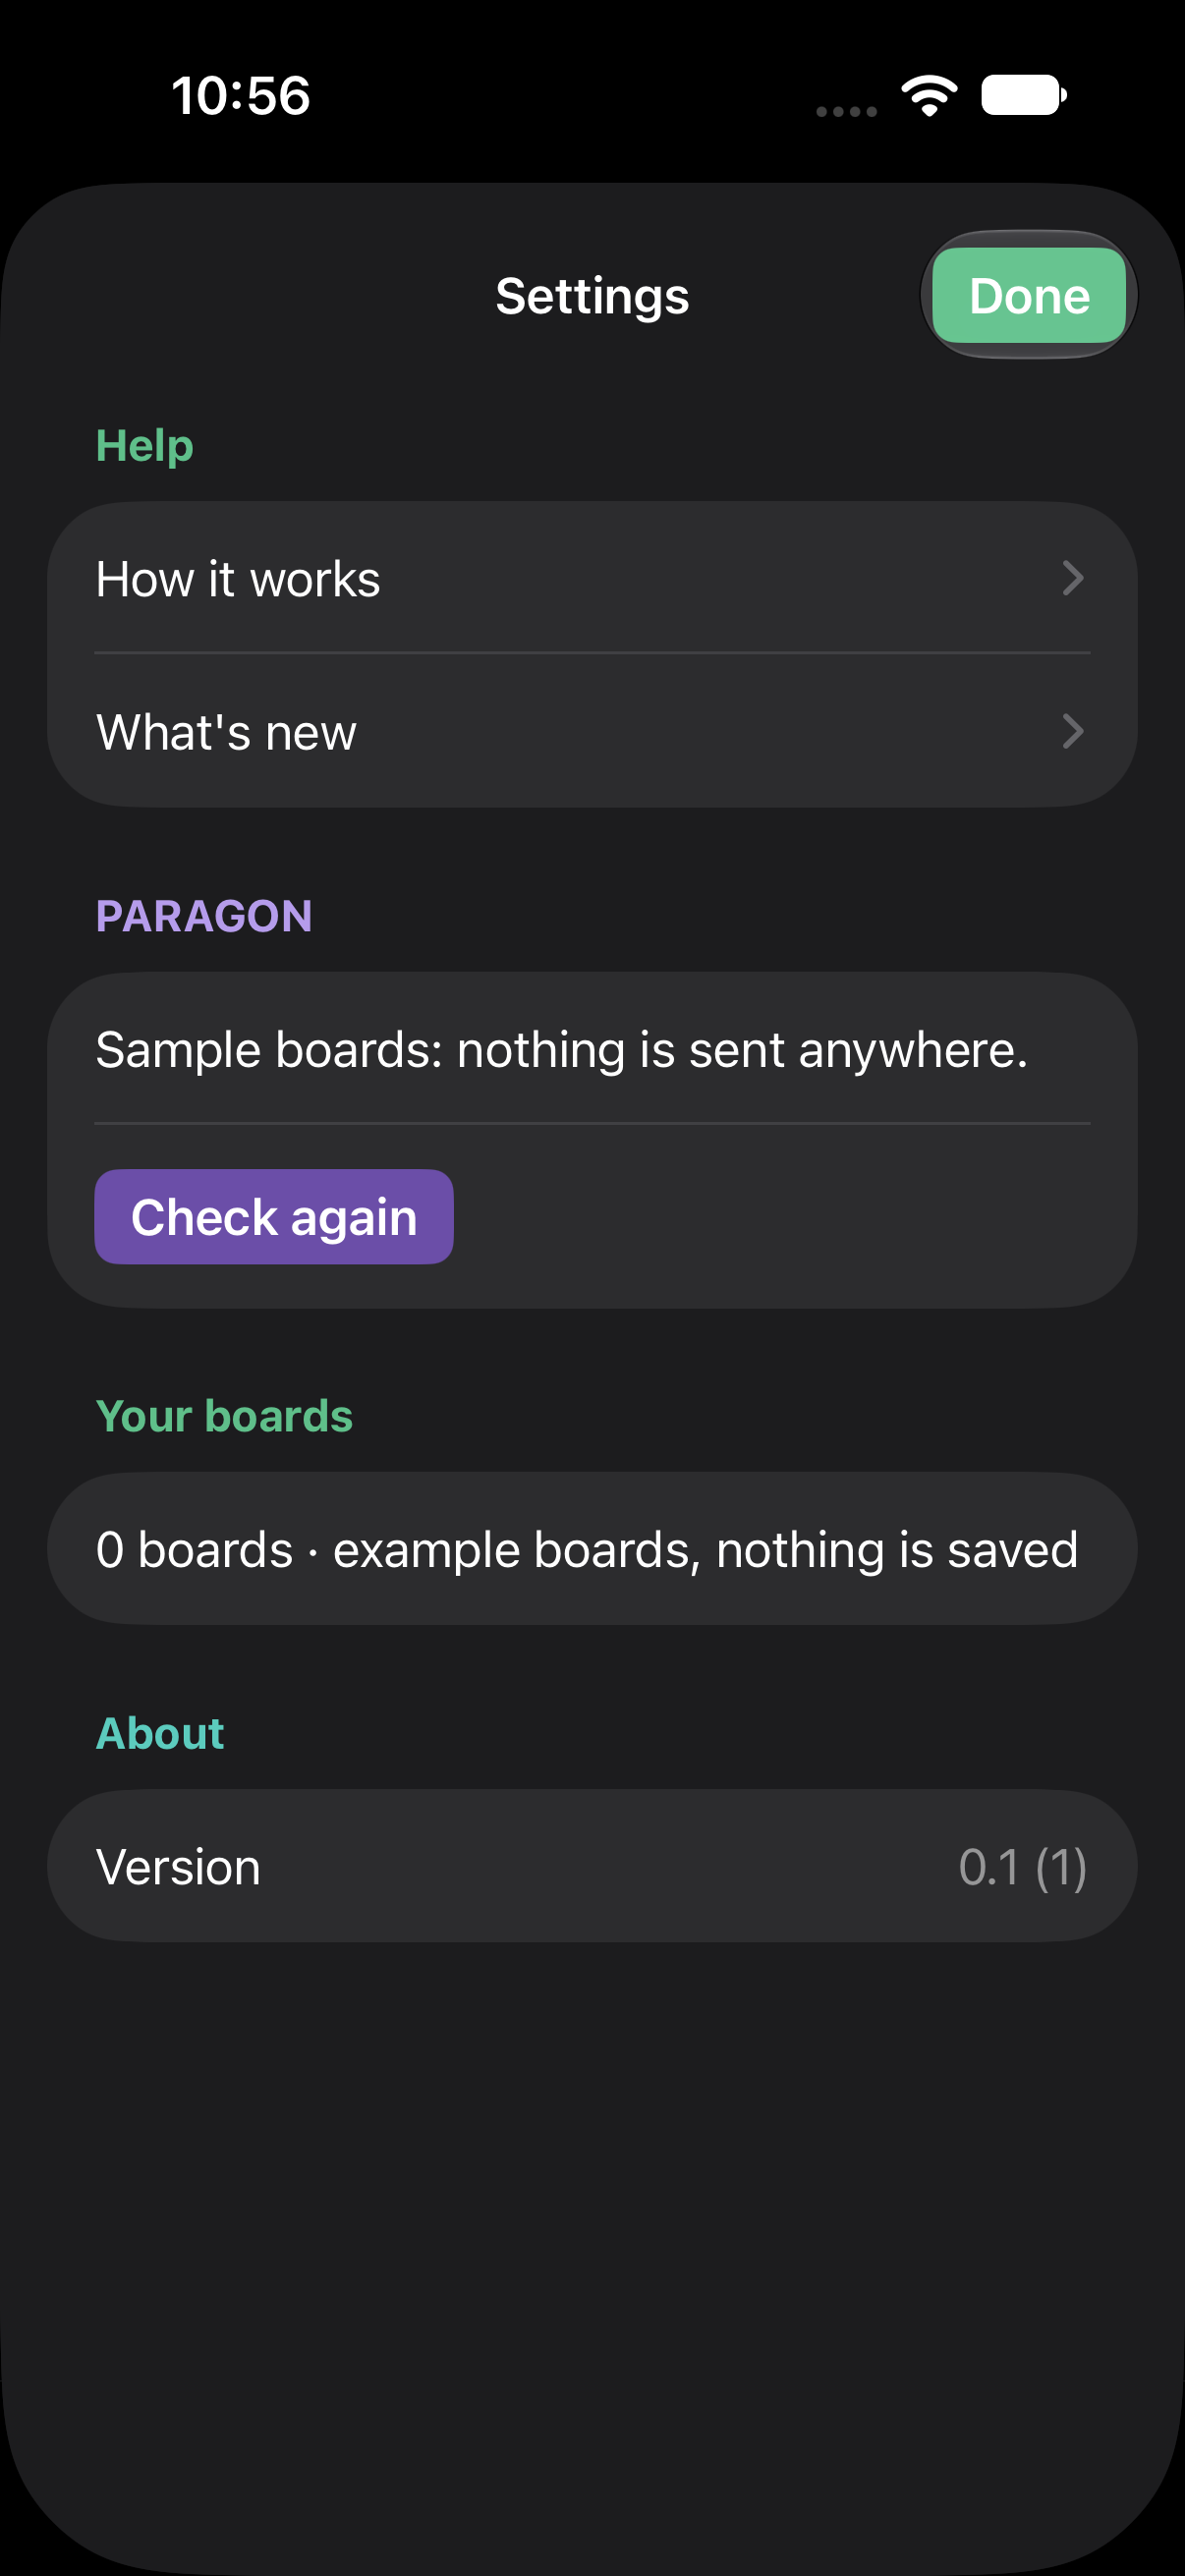 10:56
Settings
Done
Help
How it works
What's new
PARAGON
Sample boards: nothing is sent anywhere.
Check again
Your boards
0 boards · example boards, nothing is saved
About
Version
0.1 (1)